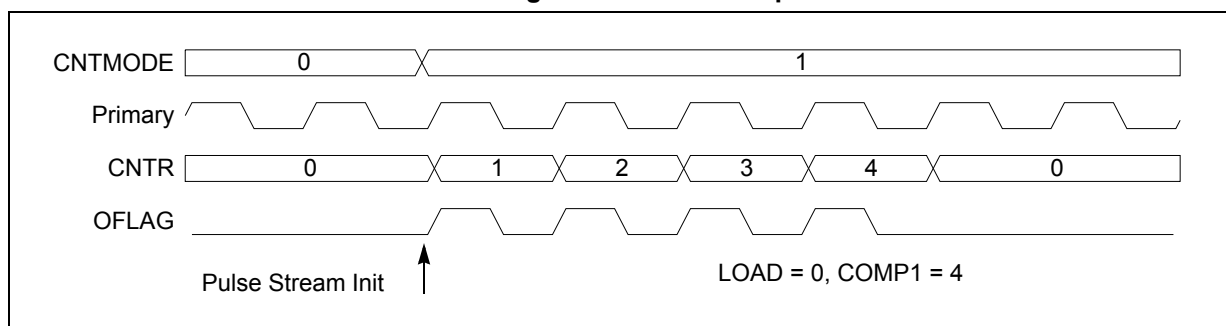 CNTMODE 0 1
Primary
CNTR 0 1 2 3 4 0
OFLAG
Pulse Stream Init LOAD = 0, COMP1 = 4